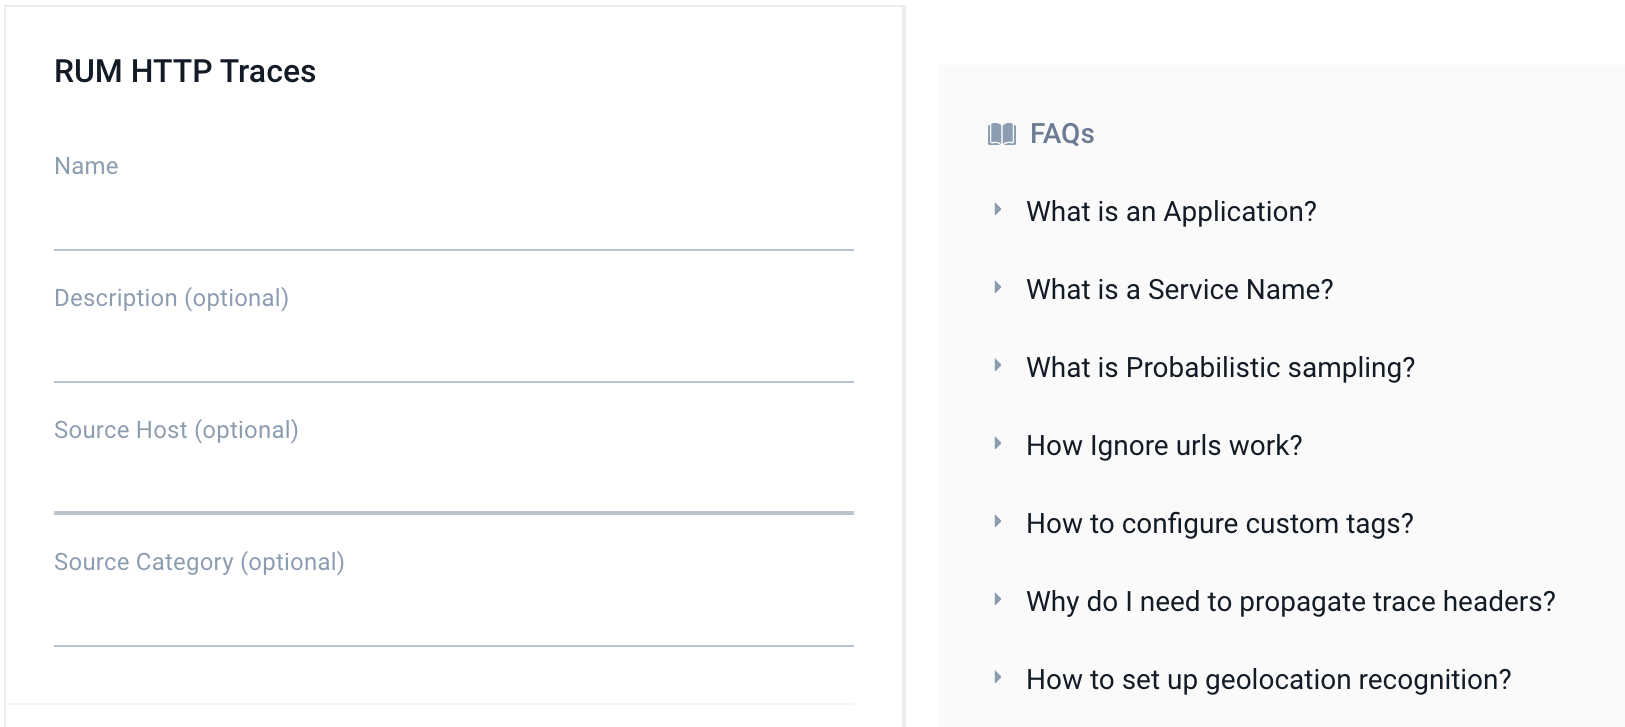 RUM HTTP Traces
Name
Description (optional)
Source Host (optional)
Source Category (optional)
FAQs
What is an Application?
What is a Service Name?
What is Probabilistic sampling?
How Ignore urls work?
How to configure custom tags?
Why do I need to propagate trace headers?
How to set up geolocation recognition?